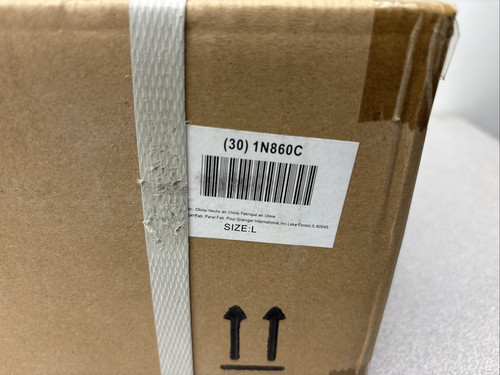 (30) 1N860C
China/Hecho en China/Fabrique en Chine
Fab. Para/ Fab. Pour Grainger International, Inc. Lake Forest, IL 60045
SIZE:L